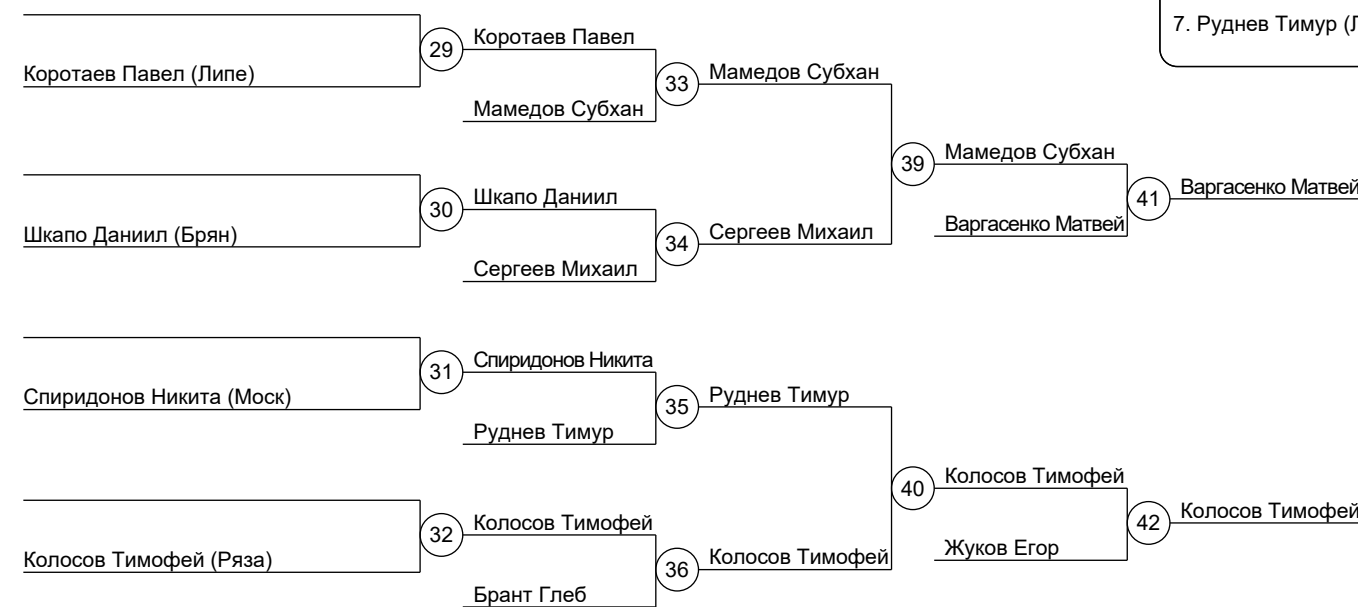 7. Руднев Тимур (Л
29
Коротаев Павел
Коротаев Павел (Липе)
33
Мамедов Субхан
Мамедов Субхан
39
Мамедов Субхан
30
Шкапо Даниил
41
Варгасенко Матвей
Шкапо Даниил (Брян)
34
Сергеев Михаил
Варгасенко Матвей
Сергеев Михаил
31
Спиридонов Никита
Спиридонов Никита (Моск)
35
Руднев Тимур
Руднев Тимур
40
Колосов Тимофей
32
Колосов Тимофей
42
Колосов Тимофей
Колосов Тимофей (Ряза)
36
Колосов Тимофей
Жуков Егор
Брант Глеб